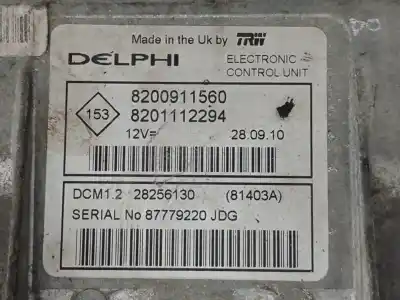 Made in the Uk by TRW
DELPHI ELECTRONIC
CONTROL UNIT
153 8200911560
8201112294
12V= 28.09.10
DCM1.2 28256130 (81403A)
SERIAL No 87779220 JDG